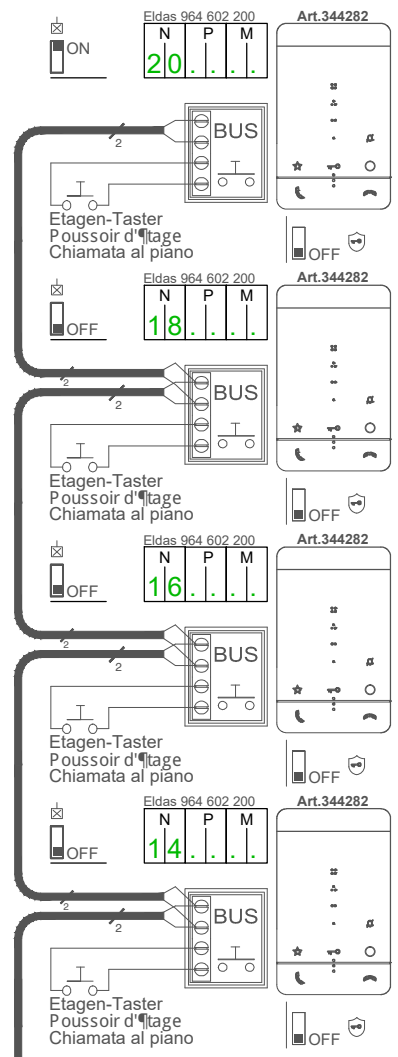 Eldas 964 602 200 Art.344282
ON
N P M
20. . . .
BUS
2
Etagen-Taster
Poussoir d'¶tage
Chiamata al piano
OFF
Eldas 964 602 200 Art.344282
OFF
N P M
18. . . .
2
BUS
2
Etagen-Taster
Poussoir d'¶tage
Chiamata al piano
OFF
Eldas 964 602 200 Art.344282
OFF
N P M
16. . . .
2
BUS
2
Etagen-Taster
Poussoir d'¶tage
Chiamata al piano
OFF
Eldas 964 602 200 Art.344282
OFF
N P M
14. . . .
2
BUS
2
Etagen-Taster
Poussoir d'¶tage
Chiamata al piano
OFF